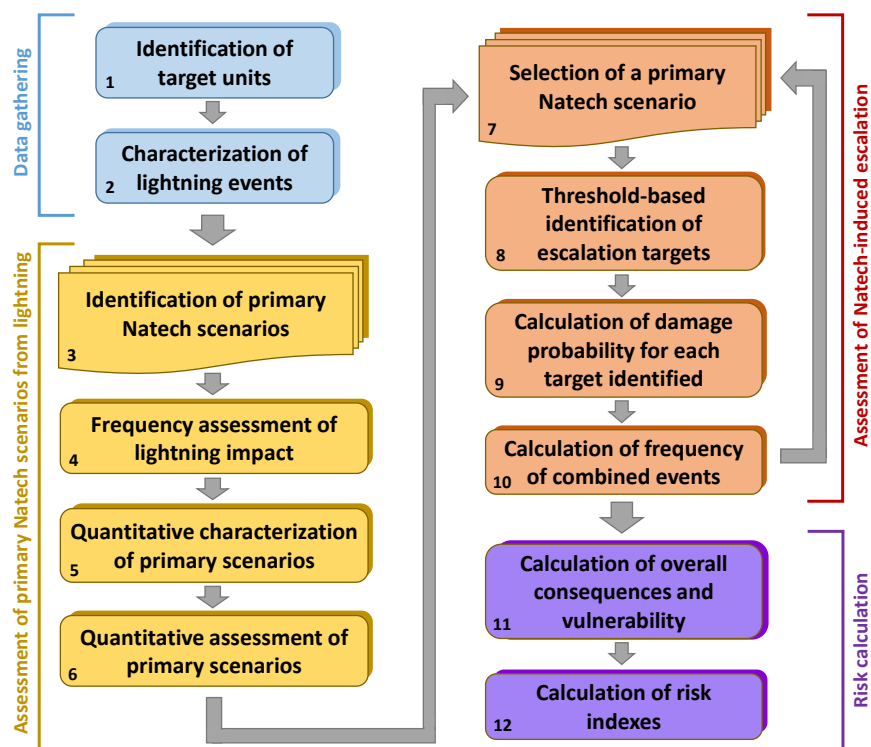 Data gathering
Identification of
target units
1
Characterization of
lightning events
2
Assessment of primary Natech scenarios from lightning
Identification of primary
Natech scenarios
3
Frequency assessment of
lightning impact
4
Quantitative characterization
of primary scenarios
5
Quantitative assessment of
primary scenarios
6
Assessment of Natech-induced escalation
Selection of a primary
Natech scenario
7
Threshold-based
identification of
escalation targets
8
Calculation of damage
probability for each
target identified
9
Calculation of frequency
of combined events
10
Risk calculation
Calculation of overall
consequences and
vulnerability
11
Calculation of risk
indexes
12